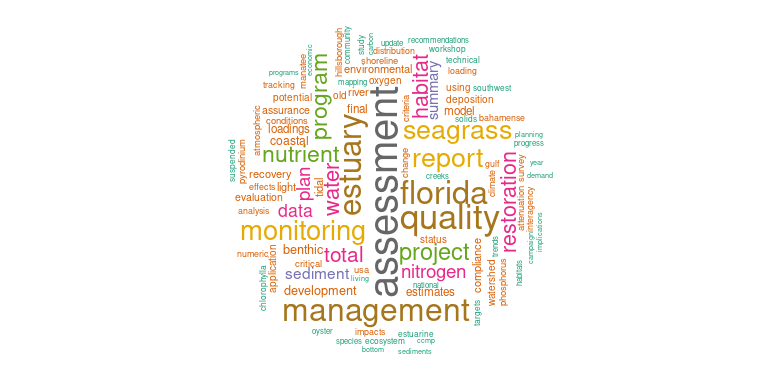 recommendations
update
workshop
distribution
study
carbon
community
economic
hillsborough
shoreline
technical
environmental
loading
programs
manatee
program
mapping
oxygen
habitat
summary
tracking
using
southwest
potential
old
river
deposition
assurance
final
criteria
model
solids
bahamense
conditions
loadings
atmospheric
coastal
estuary
assessment
seagrass
planning
progress
nutrient
report
change
gulf
year
suspended
pyrodinium
recovery
plan
tidal
water
creeks
climate
survey
demand
effects
light
florida
restoration
attenuation
interagency
evaluation
analysis
data
quality
monitoring
status
campaign
implications
numeric
application
benthic
total
project
compliance
trends
critical
sediment
usa
living
nitrogen
watershed
phosphorus
habitats
chlorophylla
development
national
estimates
management
targets
oyster
impacts
estuarine
species
ecosystem
ccmp
bottom
sediments